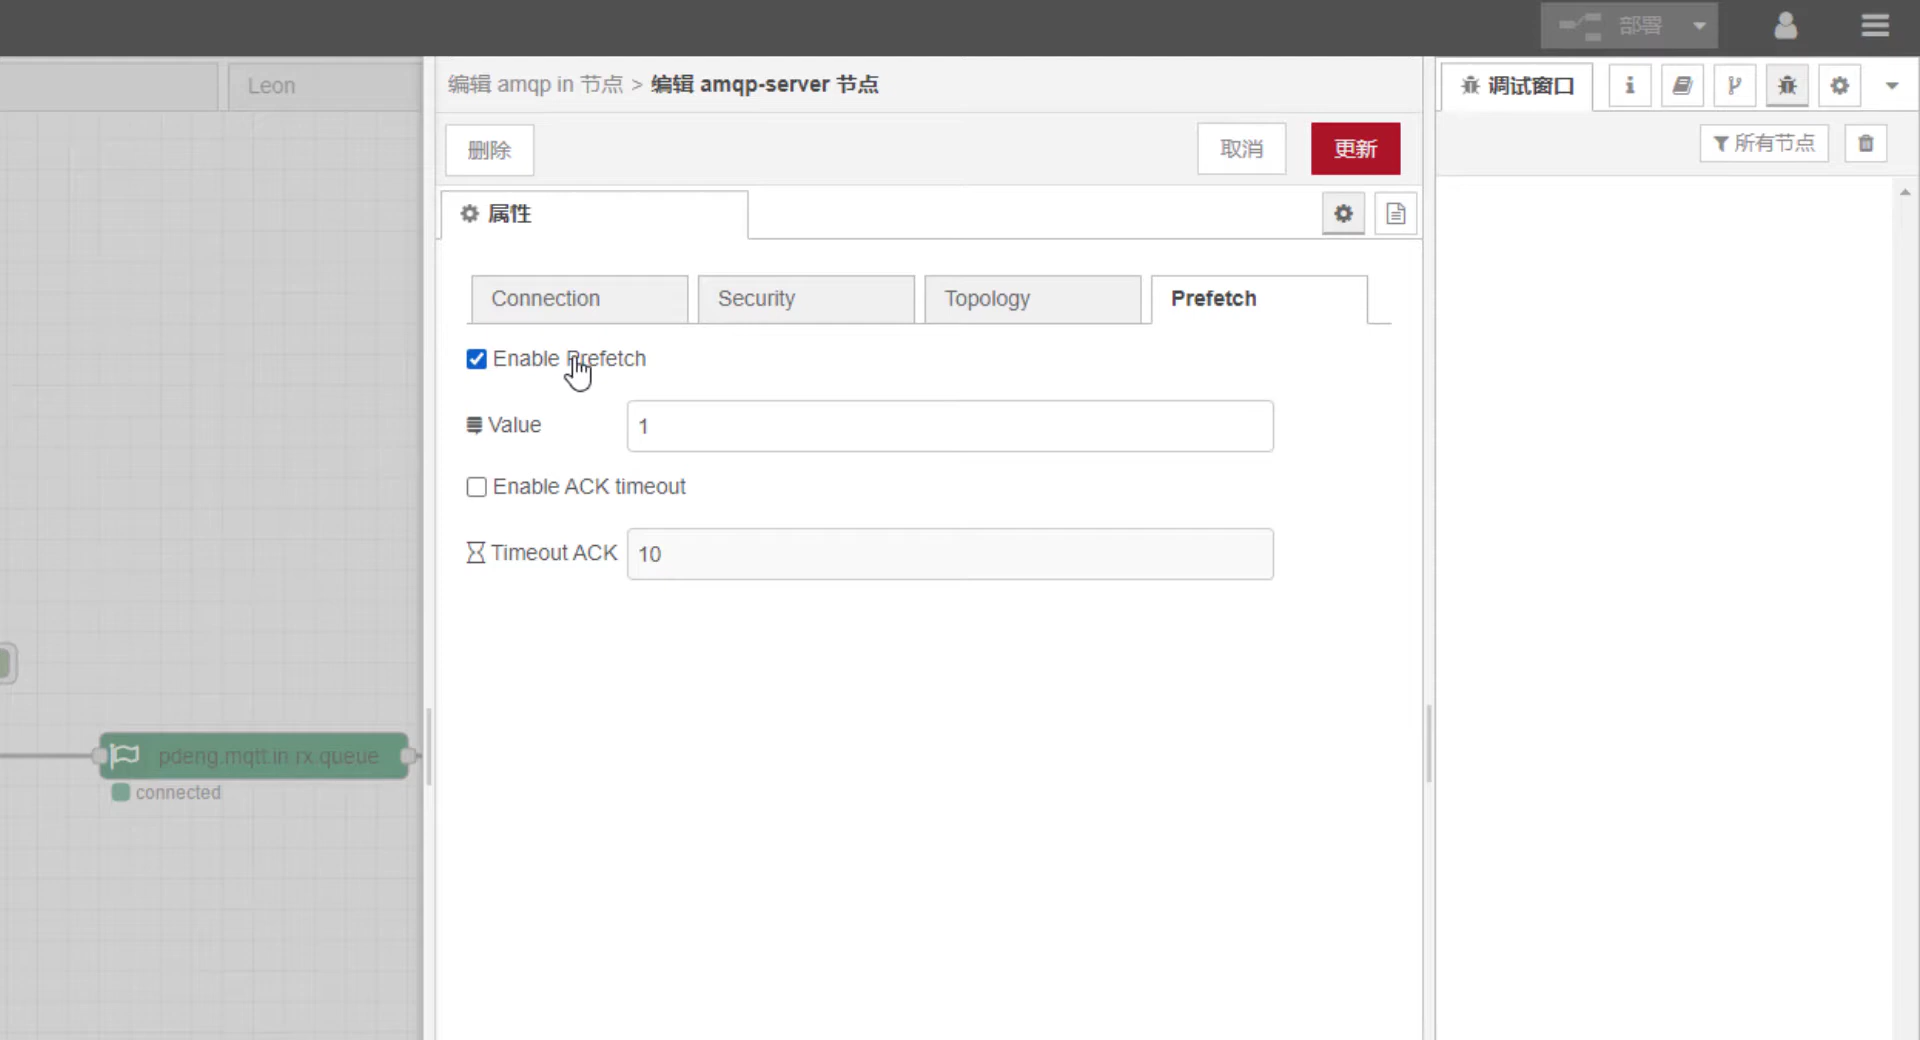 部署
Leon
编辑 amqp in 节点 > 编辑 amqp-server 节点
调试窗口
删除
取消
更新
所有节点
属性
Connection
Security
Topology
Prefetch
Enable Prefetch
Value
1
Enable ACK timeout
Timeout ACK
10
pdeng.mqtt.in rx.queue
connected